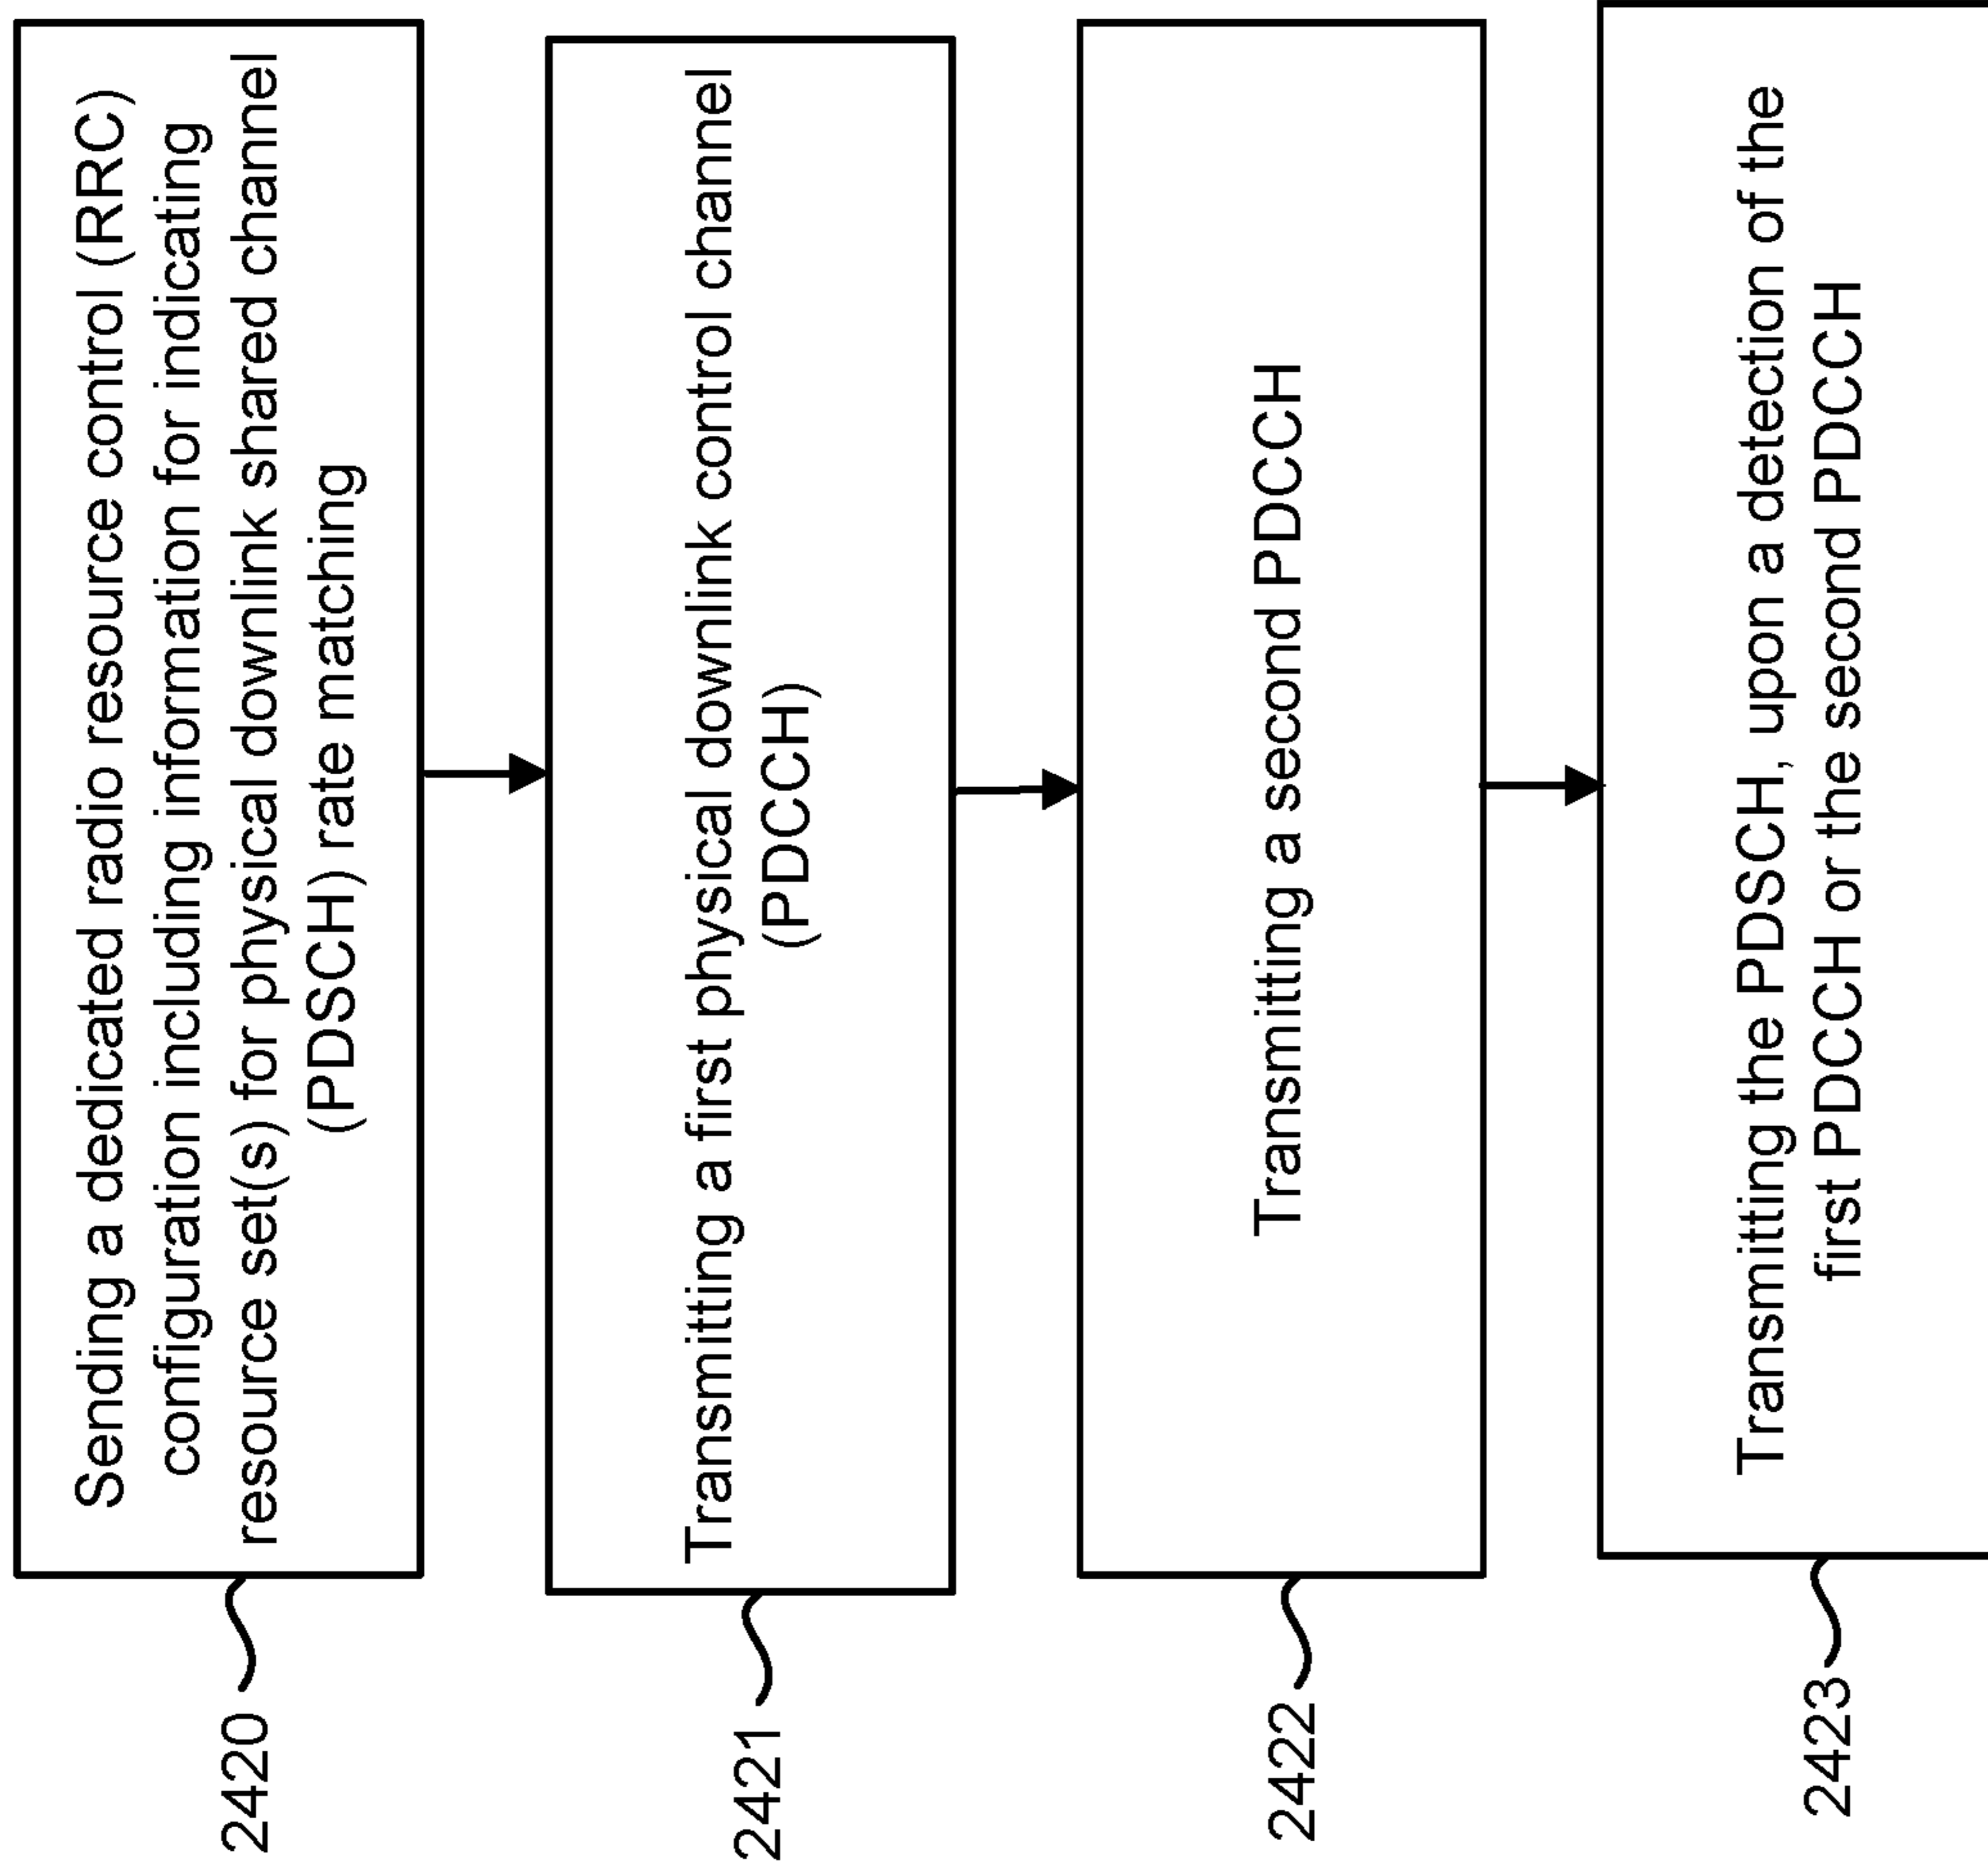 2420
Sending a dedicated radio resource control (RRC)
configuration including information for indicating
resource set(s) for physical downlink shared channel
(PDSCH) rate matching
2421
Transmitting a first physical downlink control channel
(PDCCH)
2422
Transmitting a second PDCCH
2423
Transmitting the PDSCH, upon a detection of the
first PDCCH or the second PDCCH